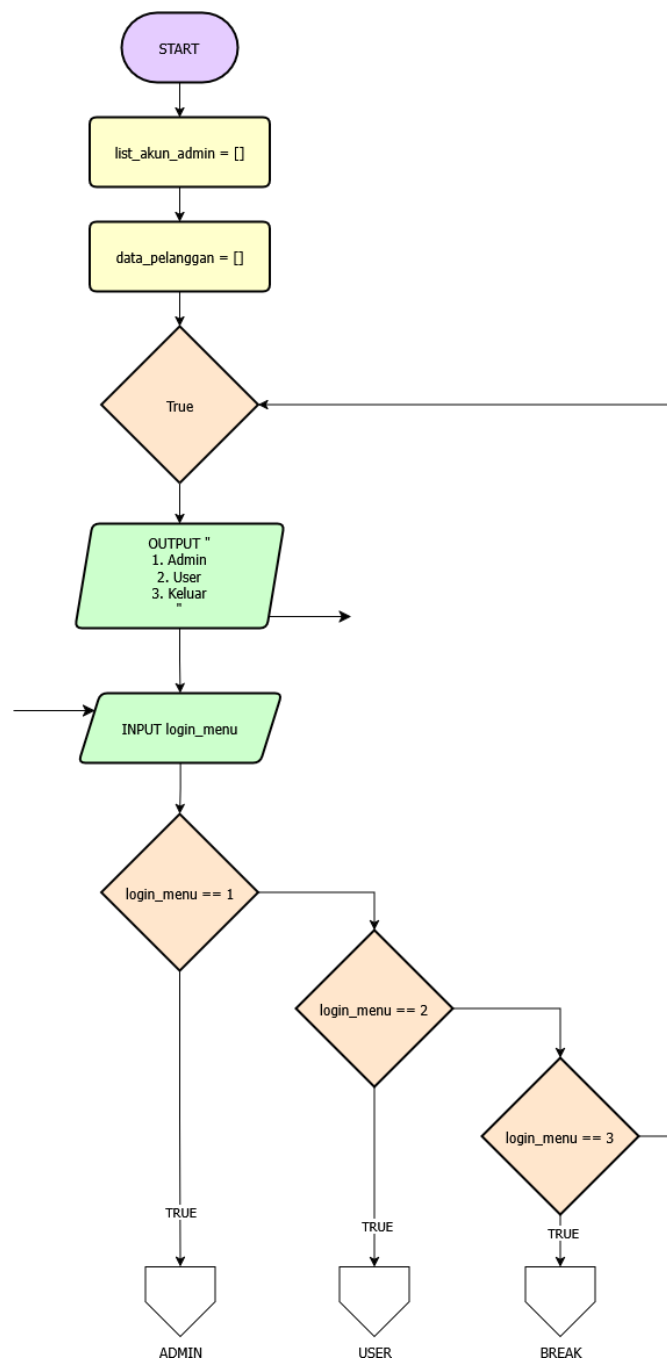 START
list_akun_admin = []
data_pelanggan = []
True
OUTPUT "
1. Admin
2. User
3. Keluar
"
INPUT login_menu
login_menu == 1
login_menu == 2
login_menu == 3
TRUE
TRUE
TRUE
ADMIN
USER
BREAK